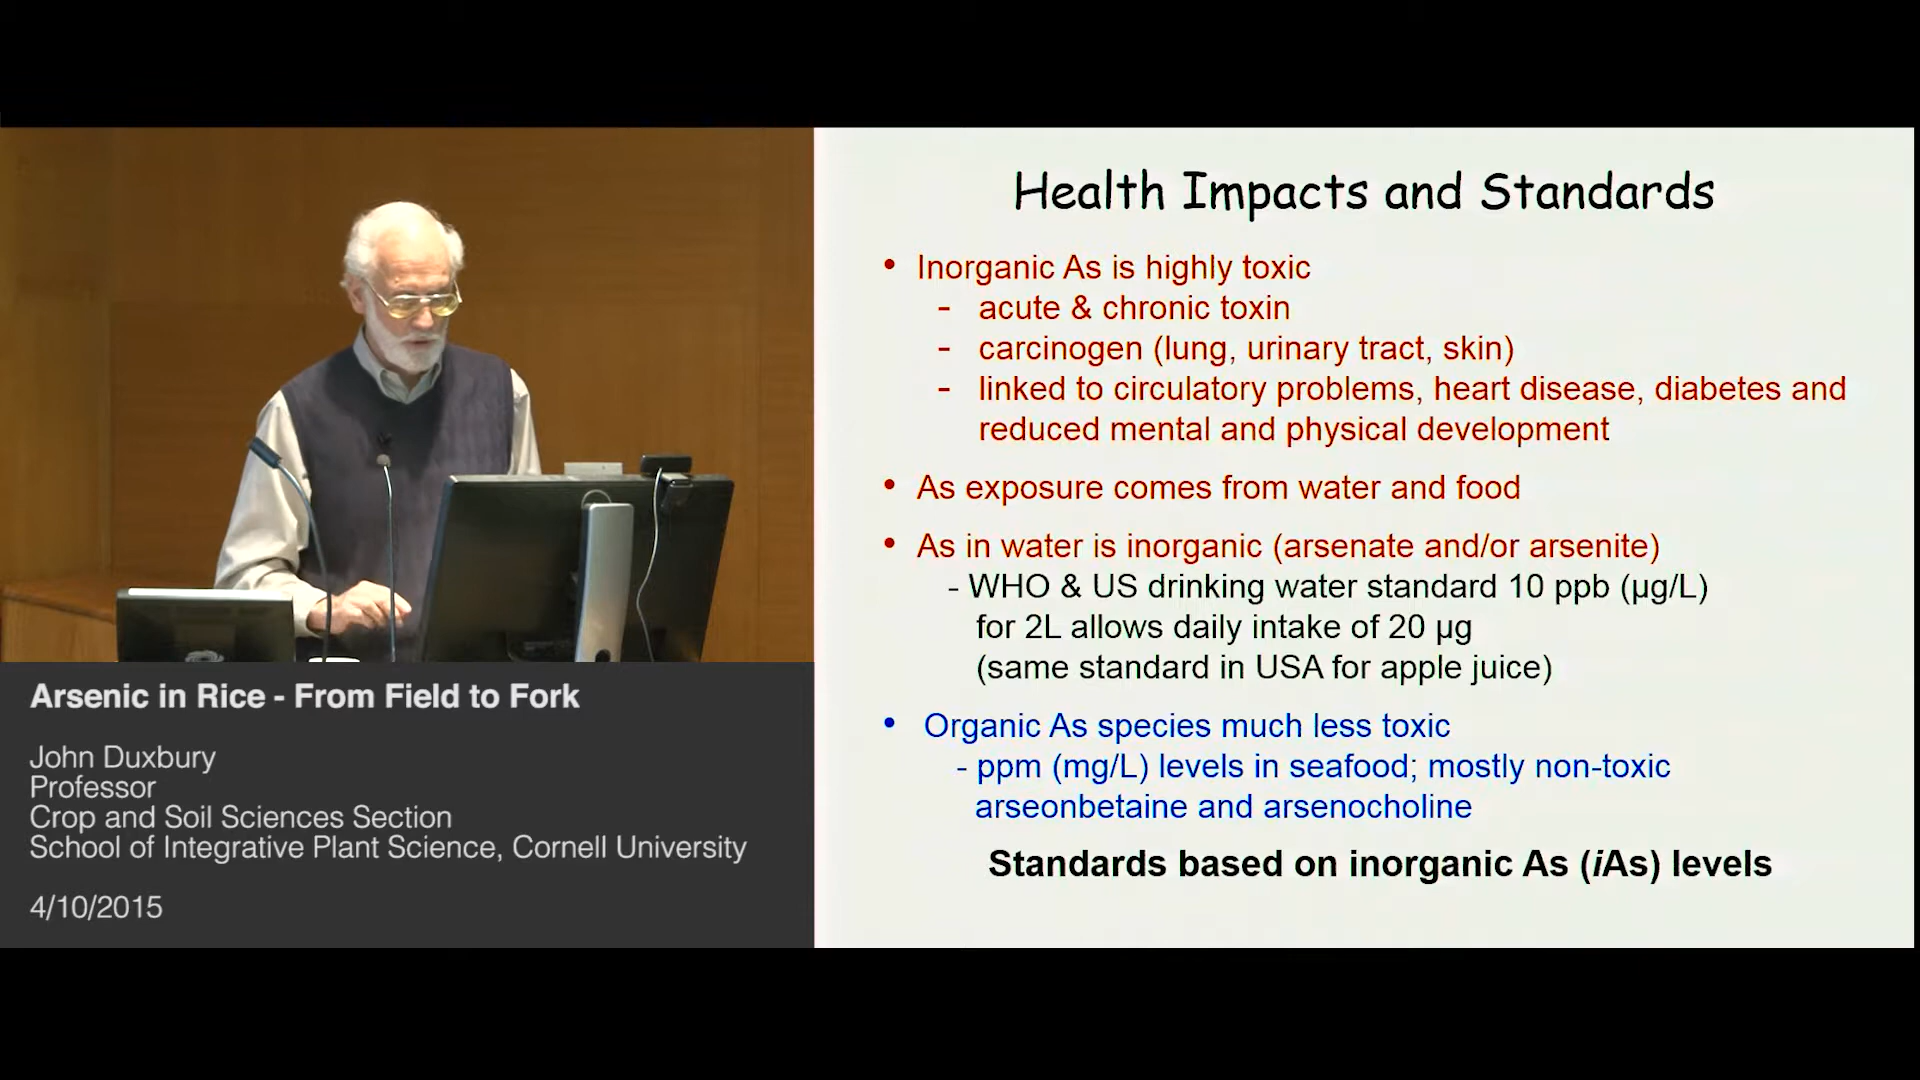 Health Impacts and Standards
• Inorganic As is highly toxic
- acute & chronic toxin
- carcinogen (lung, urinary tract, skin)
- linked to circulatory problems, heart disease, diabetes and
reduced mental and physical development
• As exposure comes from water and food
• As in water is inorganic (arsenate and/or arsenite)
- WHO & US drinking water standard 10 ppb (µg/L)
for 2L allows daily intake of 20 µg
(same standard in USA for apple juice)
• Organic As species much less toxic
- ppm (mg/L) levels in seafood; mostly non-toxic
arseonbetaine and arsenocholine
Standards based on inorganic As (iAs) levels
Arsenic in Rice - From Field to Fork
John Duxbury
Professor
Crop and Soil Sciences Section
School of Integrative Plant Science, Cornell University
4/10/2015